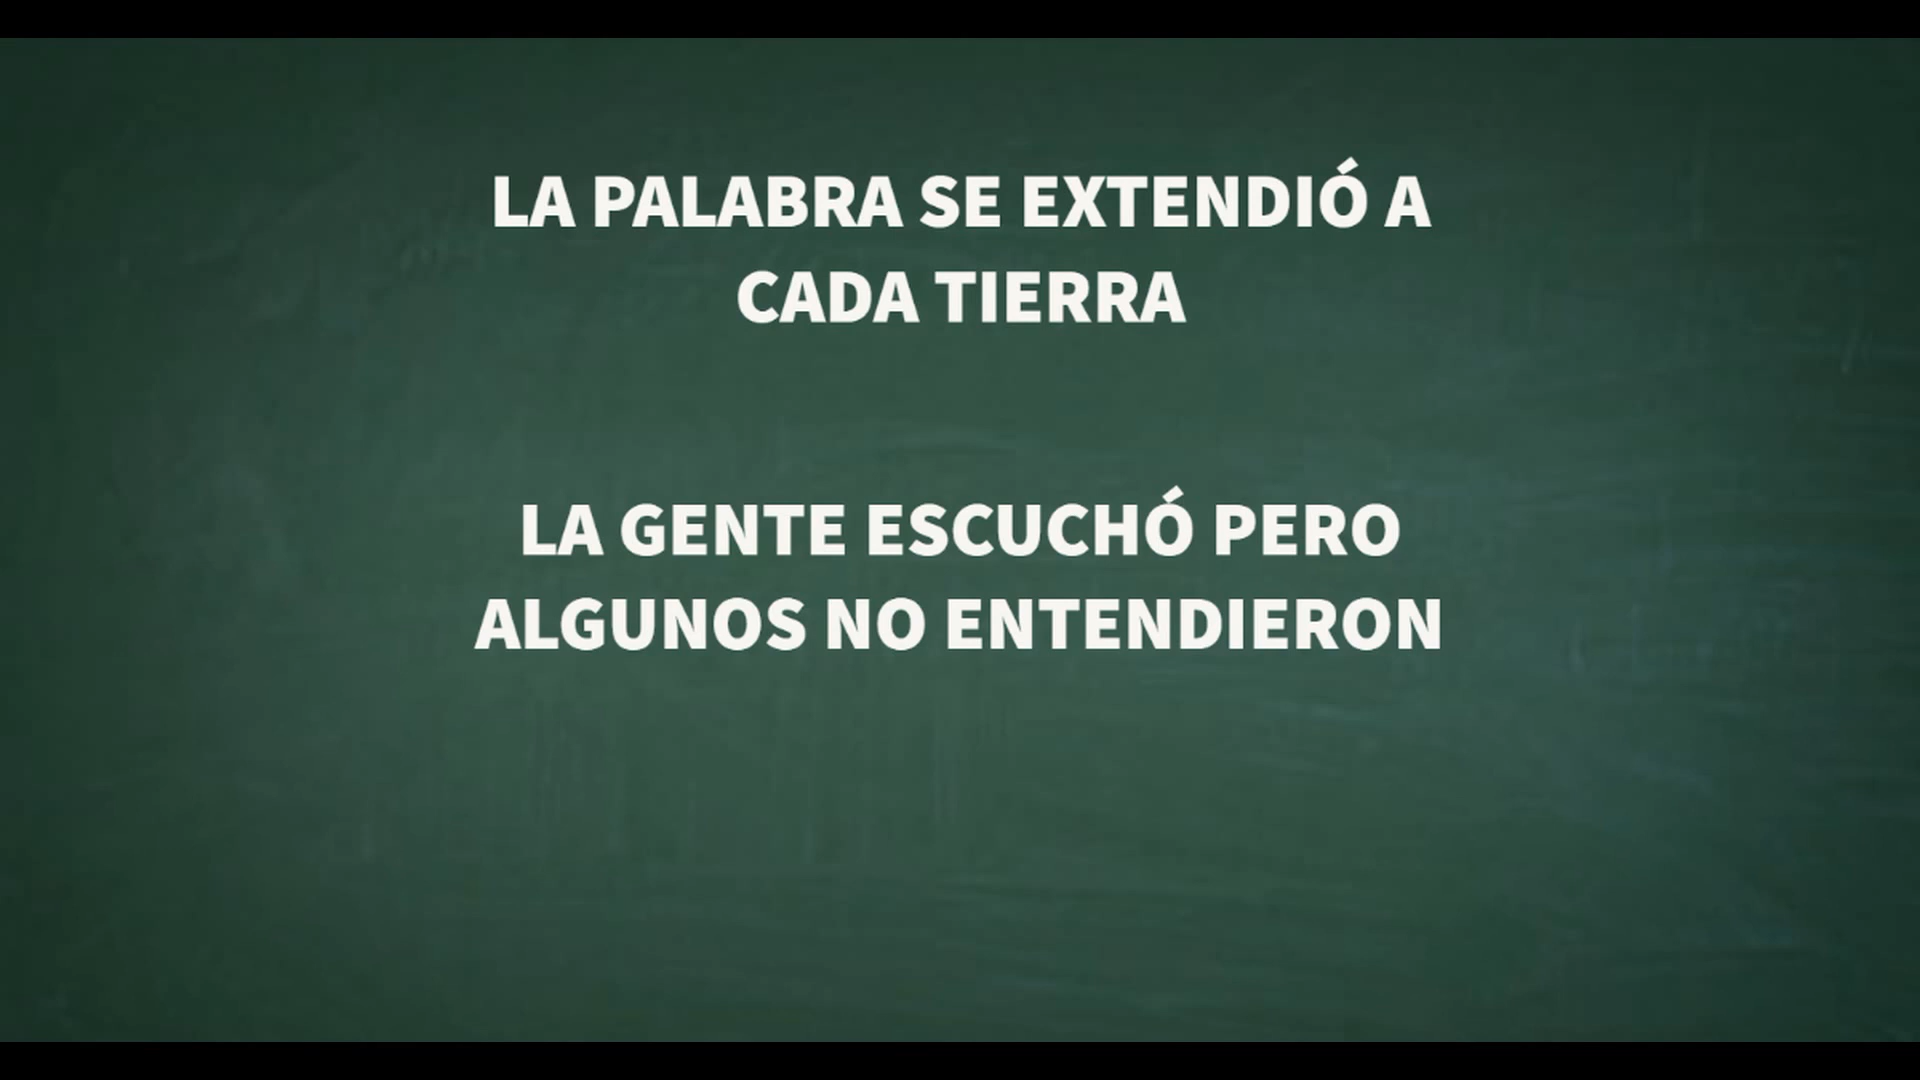 LA PALABRA SE EXTENDIÓ A
CADA TIERRA
LA GENTE ESCUCHÓ PERO
ALGUNOS NO ENTENDIERON